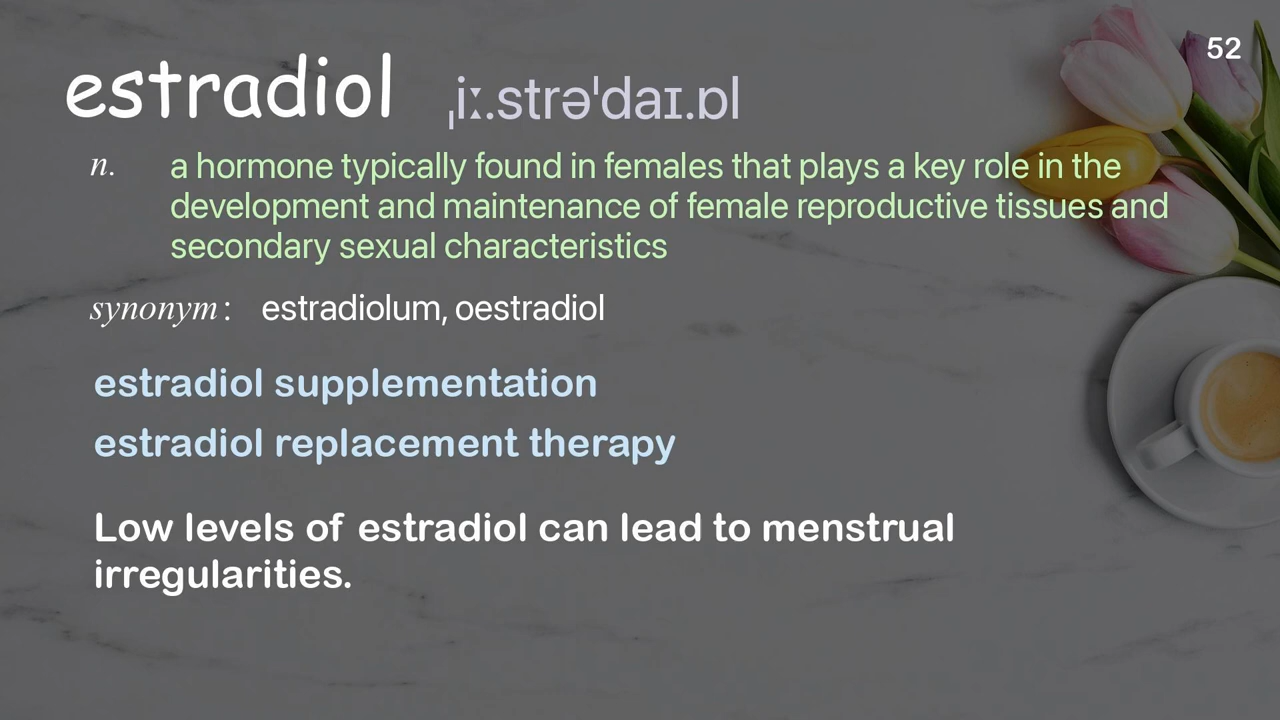 52
estradiol ˌiː.strəˈdaɪ.ɒl
n. a hormone typically found in females that plays a key role in the
development and maintenance of female reproductive tissues and
secondary sexual characteristics
synonym: estradiolum, oestradiol
estradiol supplementation
estradiol replacement therapy
Low levels of estradiol can lead to menstrual
irregularities.